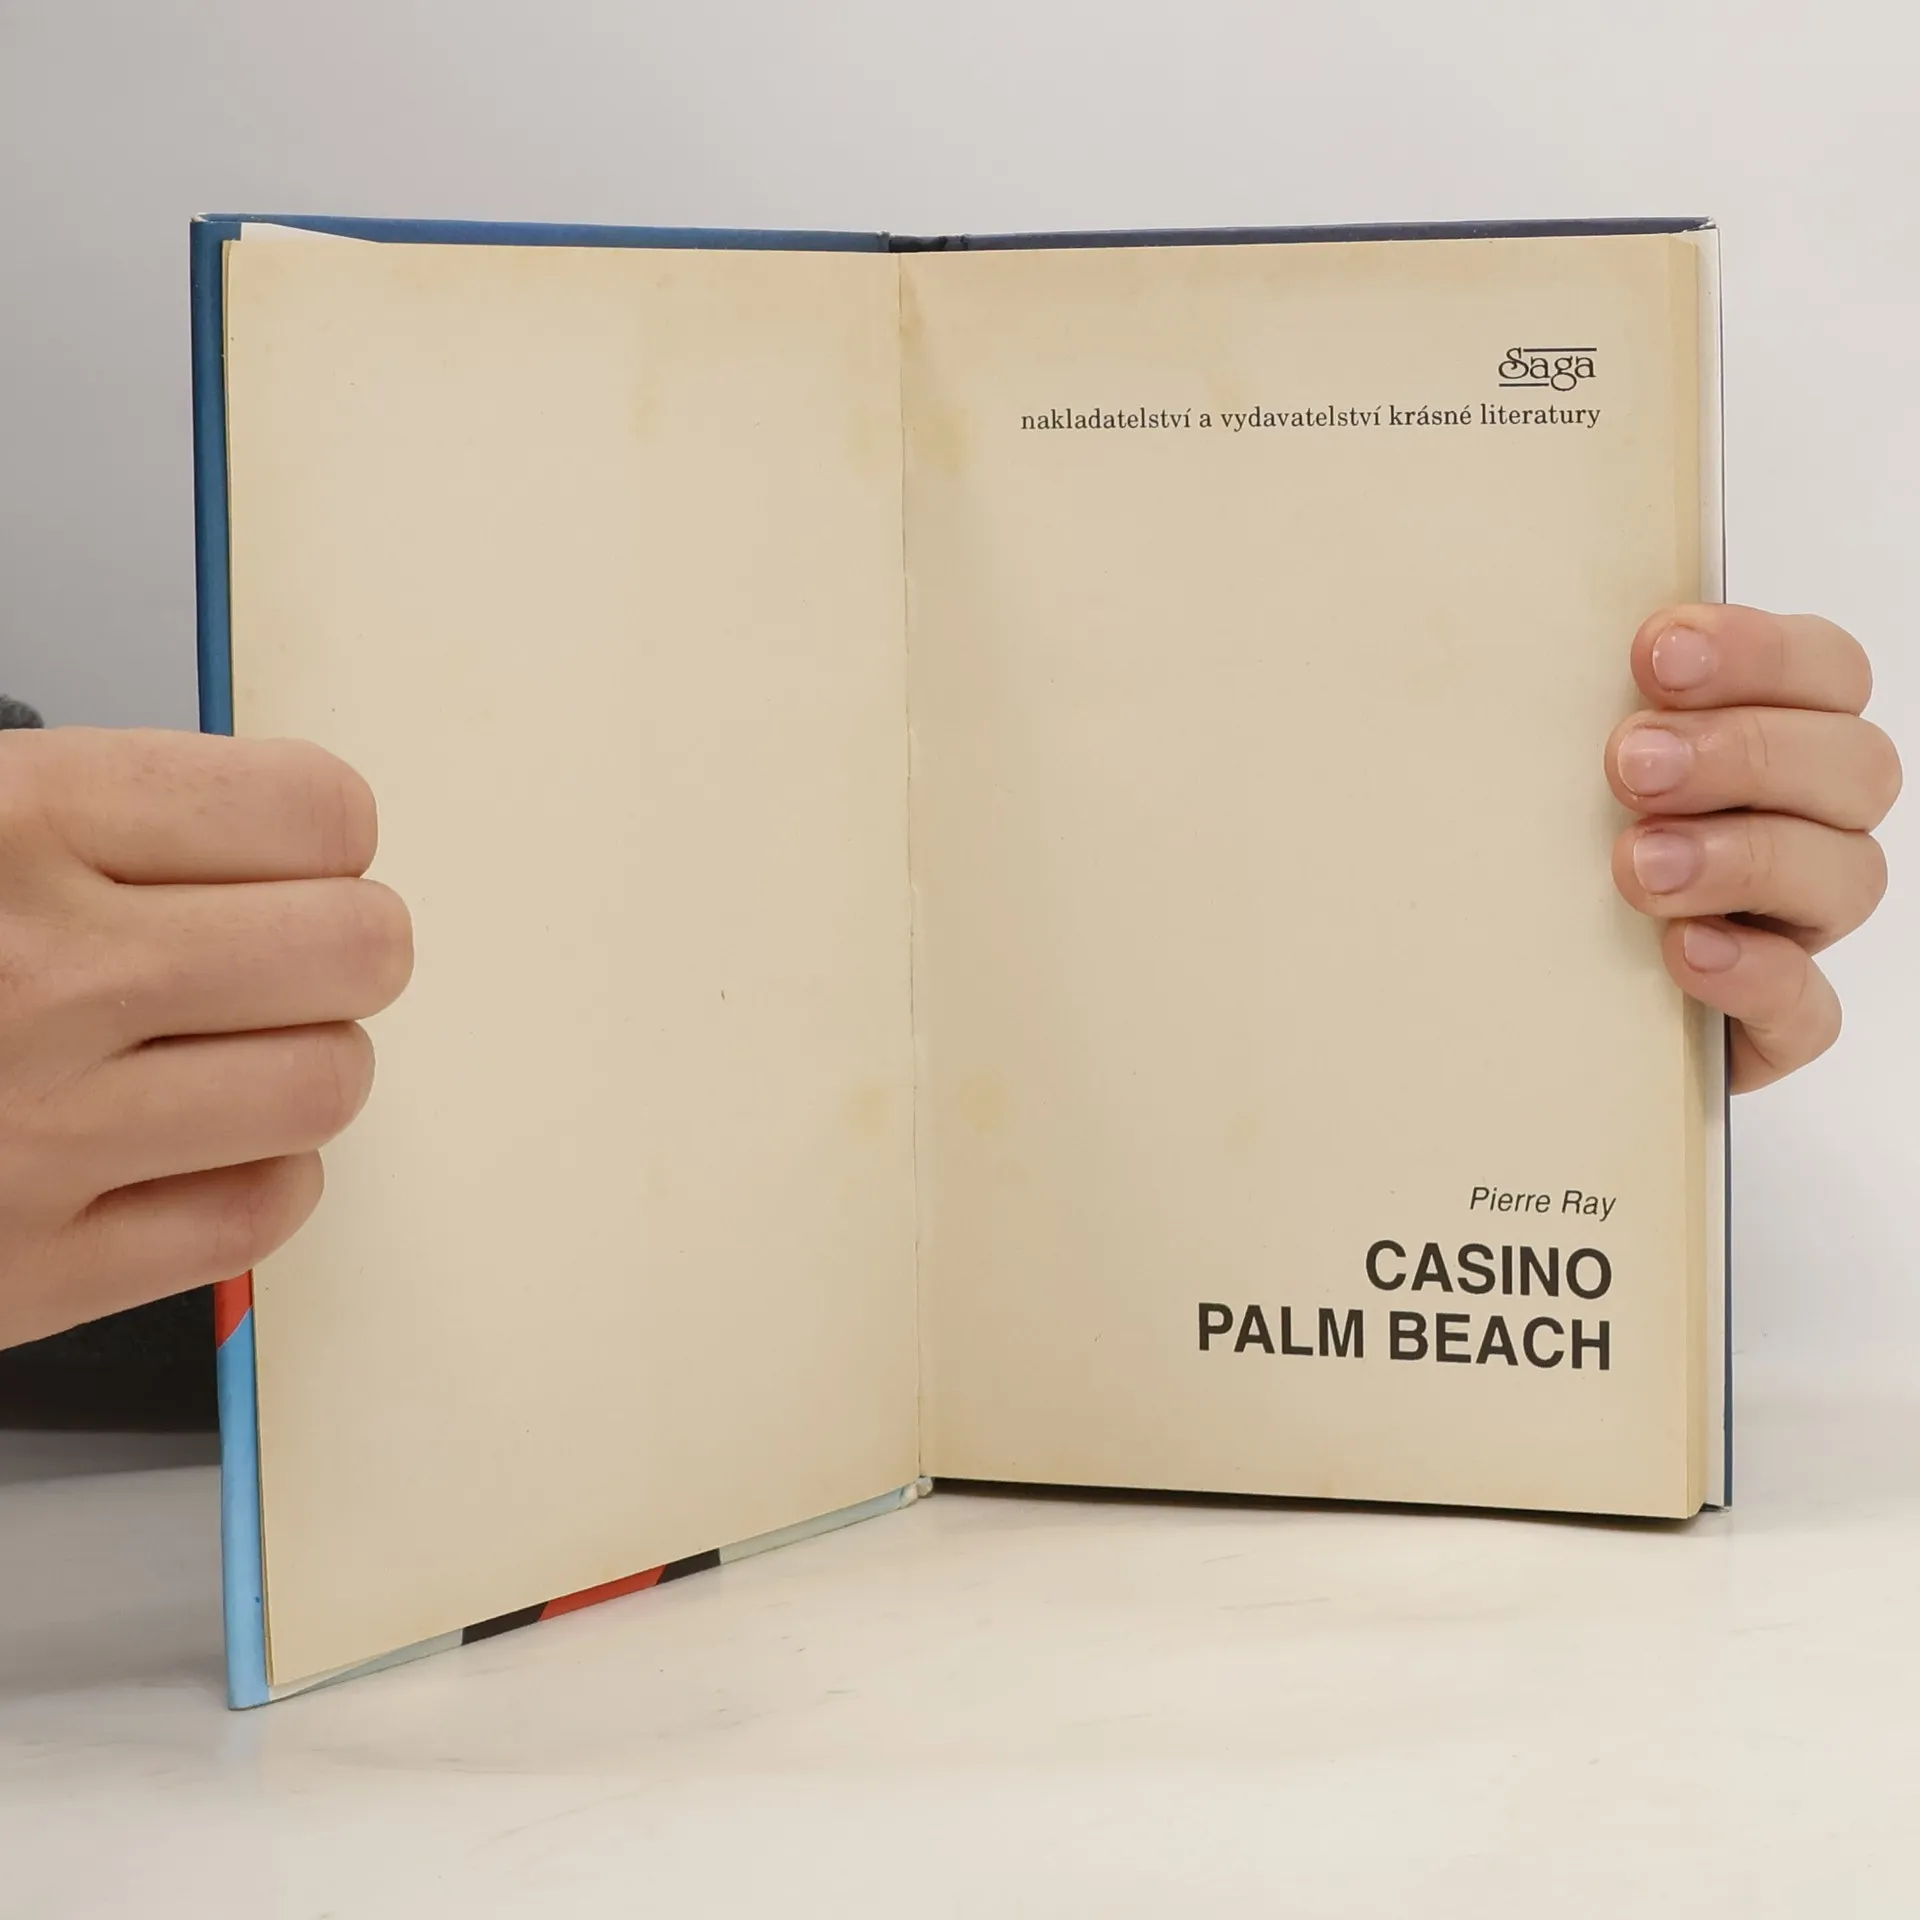 Saga
nakladatelství a vydavatelství krásné literatury
Pierre Ray
CASINO
PALM BEACH